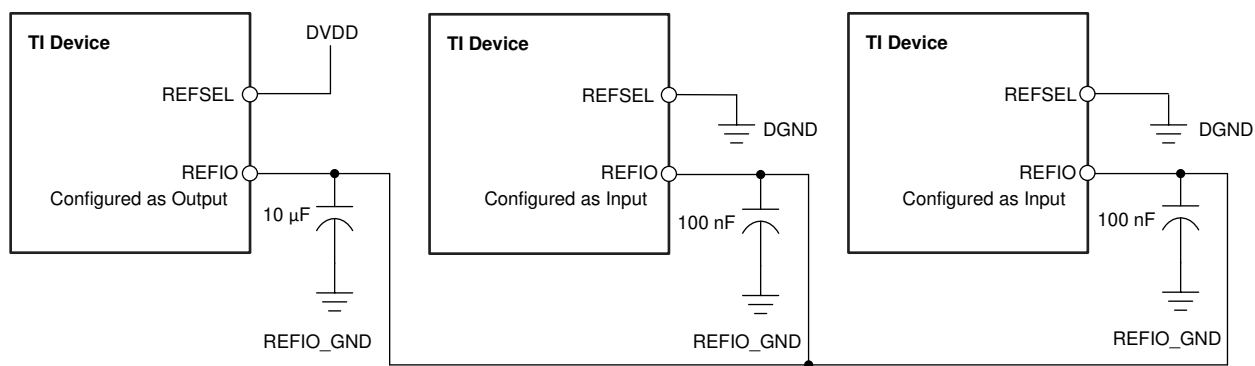 TI Device
DVDD
REFSEL
REFIO
Configured as Output
10 µF
REFIO_GND
TI Device
REFSEL
DGND
REFIO
Configured as Input
100 nF
REFIO_GND
TI Device
REFSEL
DGND
REFIO
Configured as Input
100 nF
REFIO_GND